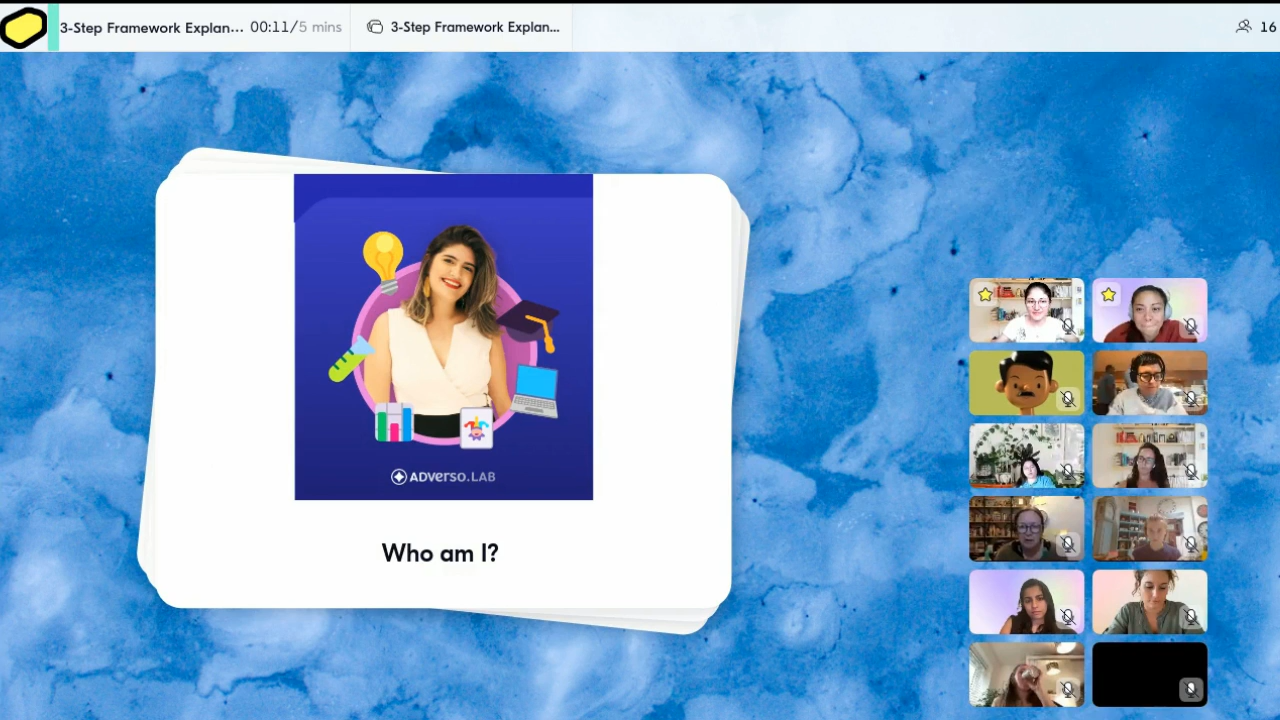 3-Step Framework Explan... 00:11/5 mins
3-Step Framework Explan...
16
ADverso.LAB
Who am I?